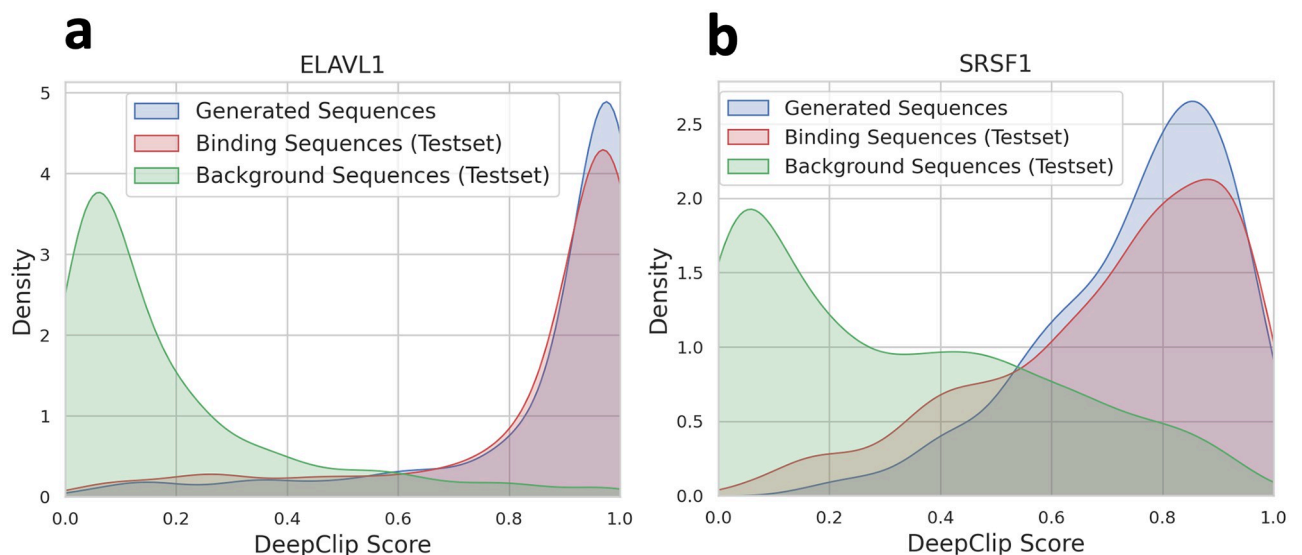 a
ELAVL1
Generated Sequences
Binding Sequences (Testset)
Background Sequences (Testset)
5
4
3
2
1
0
Density
0.0 0.2 0.4 0.6 0.8 1.0
DeepClip Score
b
SRSF1
Generated Sequences
Binding Sequences (Testset)
Background Sequences (Testset)
2.5
2.0
1.5
1.0
0.5
0.0
Density
0.0 0.2 0.4 0.6 0.8 1.0
DeepClip Score